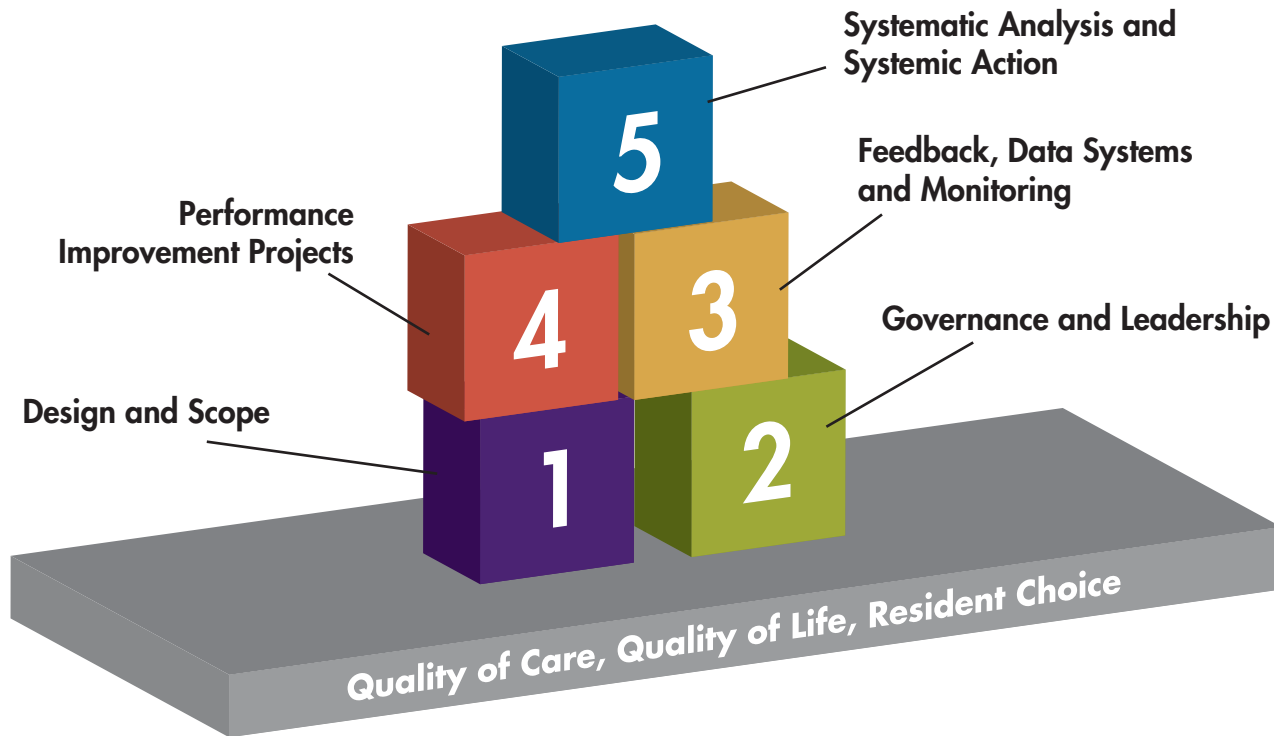 Systematic Analysis and
Systemic Action
5
Feedback, Data Systems
and Monitoring
Performance
Improvement Projects
4
3
Governance and Leadership
Design and Scope
1
2
Quality of Care, Quality of Life, Resident Choice